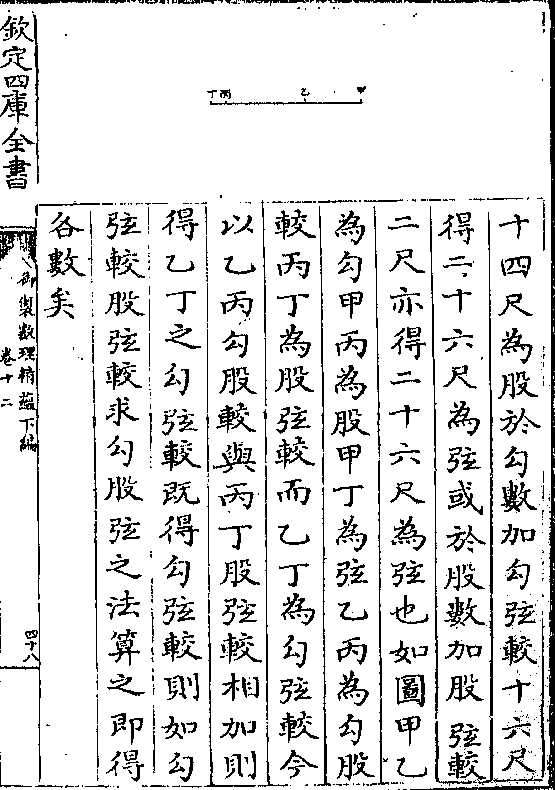 十四尺為股於勾數加勾弦較十六尺
得二十六尺為弦或於股數加股弦較
二尺亦得二十六尺為弦也如圖甲乙
為勾甲丙為股甲丁為弦乙丙為勾股
較丙丁為股弦較而乙丁為勾弦較今
以乙丙勾股較與丙丁股弦較相加則
得乙丁之勾弦較既得勾弦較則如勾
弦較股弦較求勾股弦之法算之即得
各數矣
甲
乙
丙
丁
欽定四庫全書
御製數理精蘊下編
卷十二
四十八